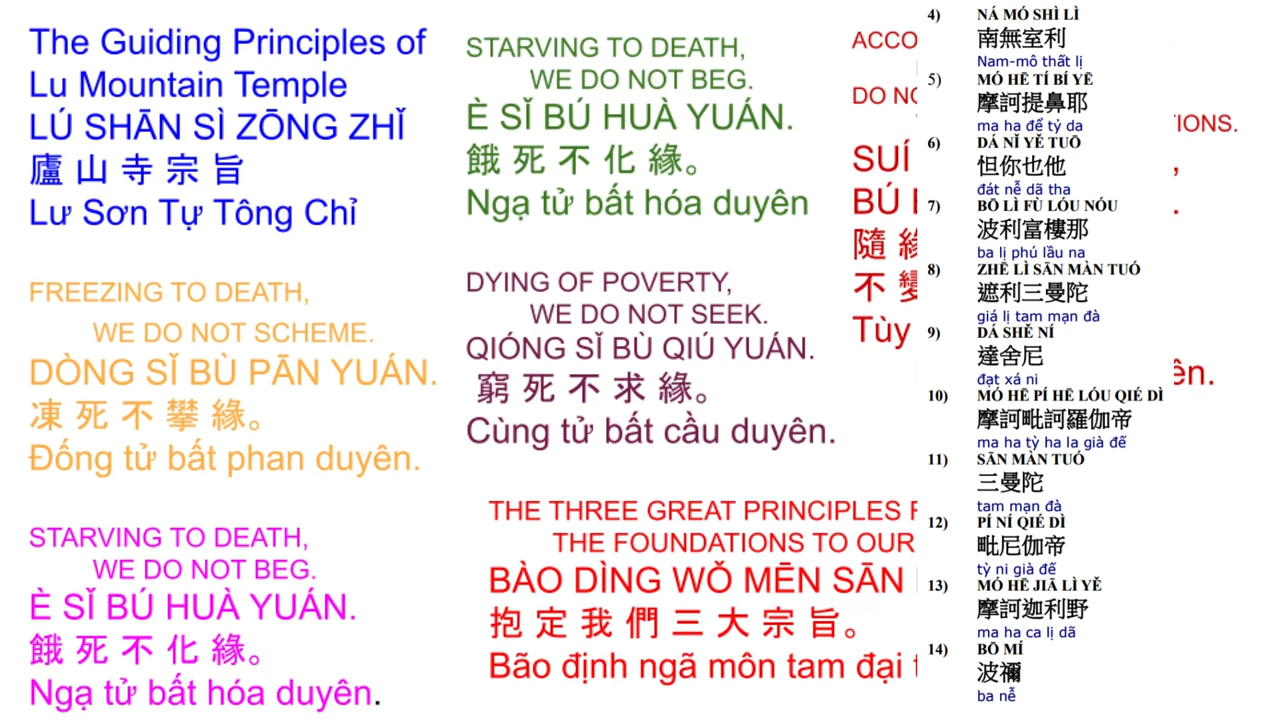 The Guiding Principles of
Lu Mountain Temple
LÚ SHĀN SÌ ZŌNG ZHǏ
廬 山 寺 宗 旨
Lư Sơn Tự Tông Chỉ
FREEZING TO DEATH,
WE DO NOT SCHEME.
DÒNG SǏ BÙ PĀN YUÁN.
凍 死 不 攀 緣。
Đống tử bất phan duyên.
STARVING TO DEATH,
WE DO NOT BEG.
È SǏ BÚ HUÀ YUÁN.
餓 死 不 化 緣。
Ngạ tử bất hóa duyên.
STARVING TO DEATH,
WE DO NOT BEG.
È SǏ BÚ HUÀ YUÁN.
餓 死 不 化 緣。
Ngạ tử bất hóa duyên
DYING OF POVERTY,
WE DO NOT SEEK.
QIÓNG SǏ BÙ QIÚ YUÁN.
窮 死 不 求 緣。
Cùng tử bất cầu duyên.
THE THREE GREAT PRINCIPLES
THE FOUNDATIONS TO OUR
BÀO DÌNG WǑ MĒN SĀN
抱 定 我 們 三 大 宗 旨。
Bão định ngã môn tam đại
ACCO
DO NO
TIONS.
SUÍ
BÚ
隨 緣
不 變
Tùy
ên.
4) NÁ MÓ SHÌ LÌ
南無室利
Nam-mô thất lị
5) MÓ HĒ TÍ BÍ YĒ
摩訶提鼻耶
ma ha đề tỷ da
6) DÁ NǏ YĚ TUŌ
怛你也他
đát nễ dã tha
7) BŌ LÌ FÙ LÓU NÓU
波利富樓那
ba lị phú lầu na
8) ZHĒ LÌ SĀN MÀN TUÓ
遮利三曼陀
giá lị tam mạn đà
9) DÁ SHĚ NÍ
達舍尼
đạt xá ni
10) MÓ HĒ PÍ HĒ LÓU QIÉ DÌ
摩訶毗訶羅伽帝
ma ha tỳ ha la già đế
11) SĀN MÀN TUÓ
三曼陀
tam mạn đà
12) PÍ NÍ QIÉ DÌ
毗尼伽帝
tỳ ni già đế
13) MÓ HĒ JIĀ LÌ YĚ
摩訶迦利野
ma ha ca lị dã
14) BŌ MÍ
波禰
ba nễ